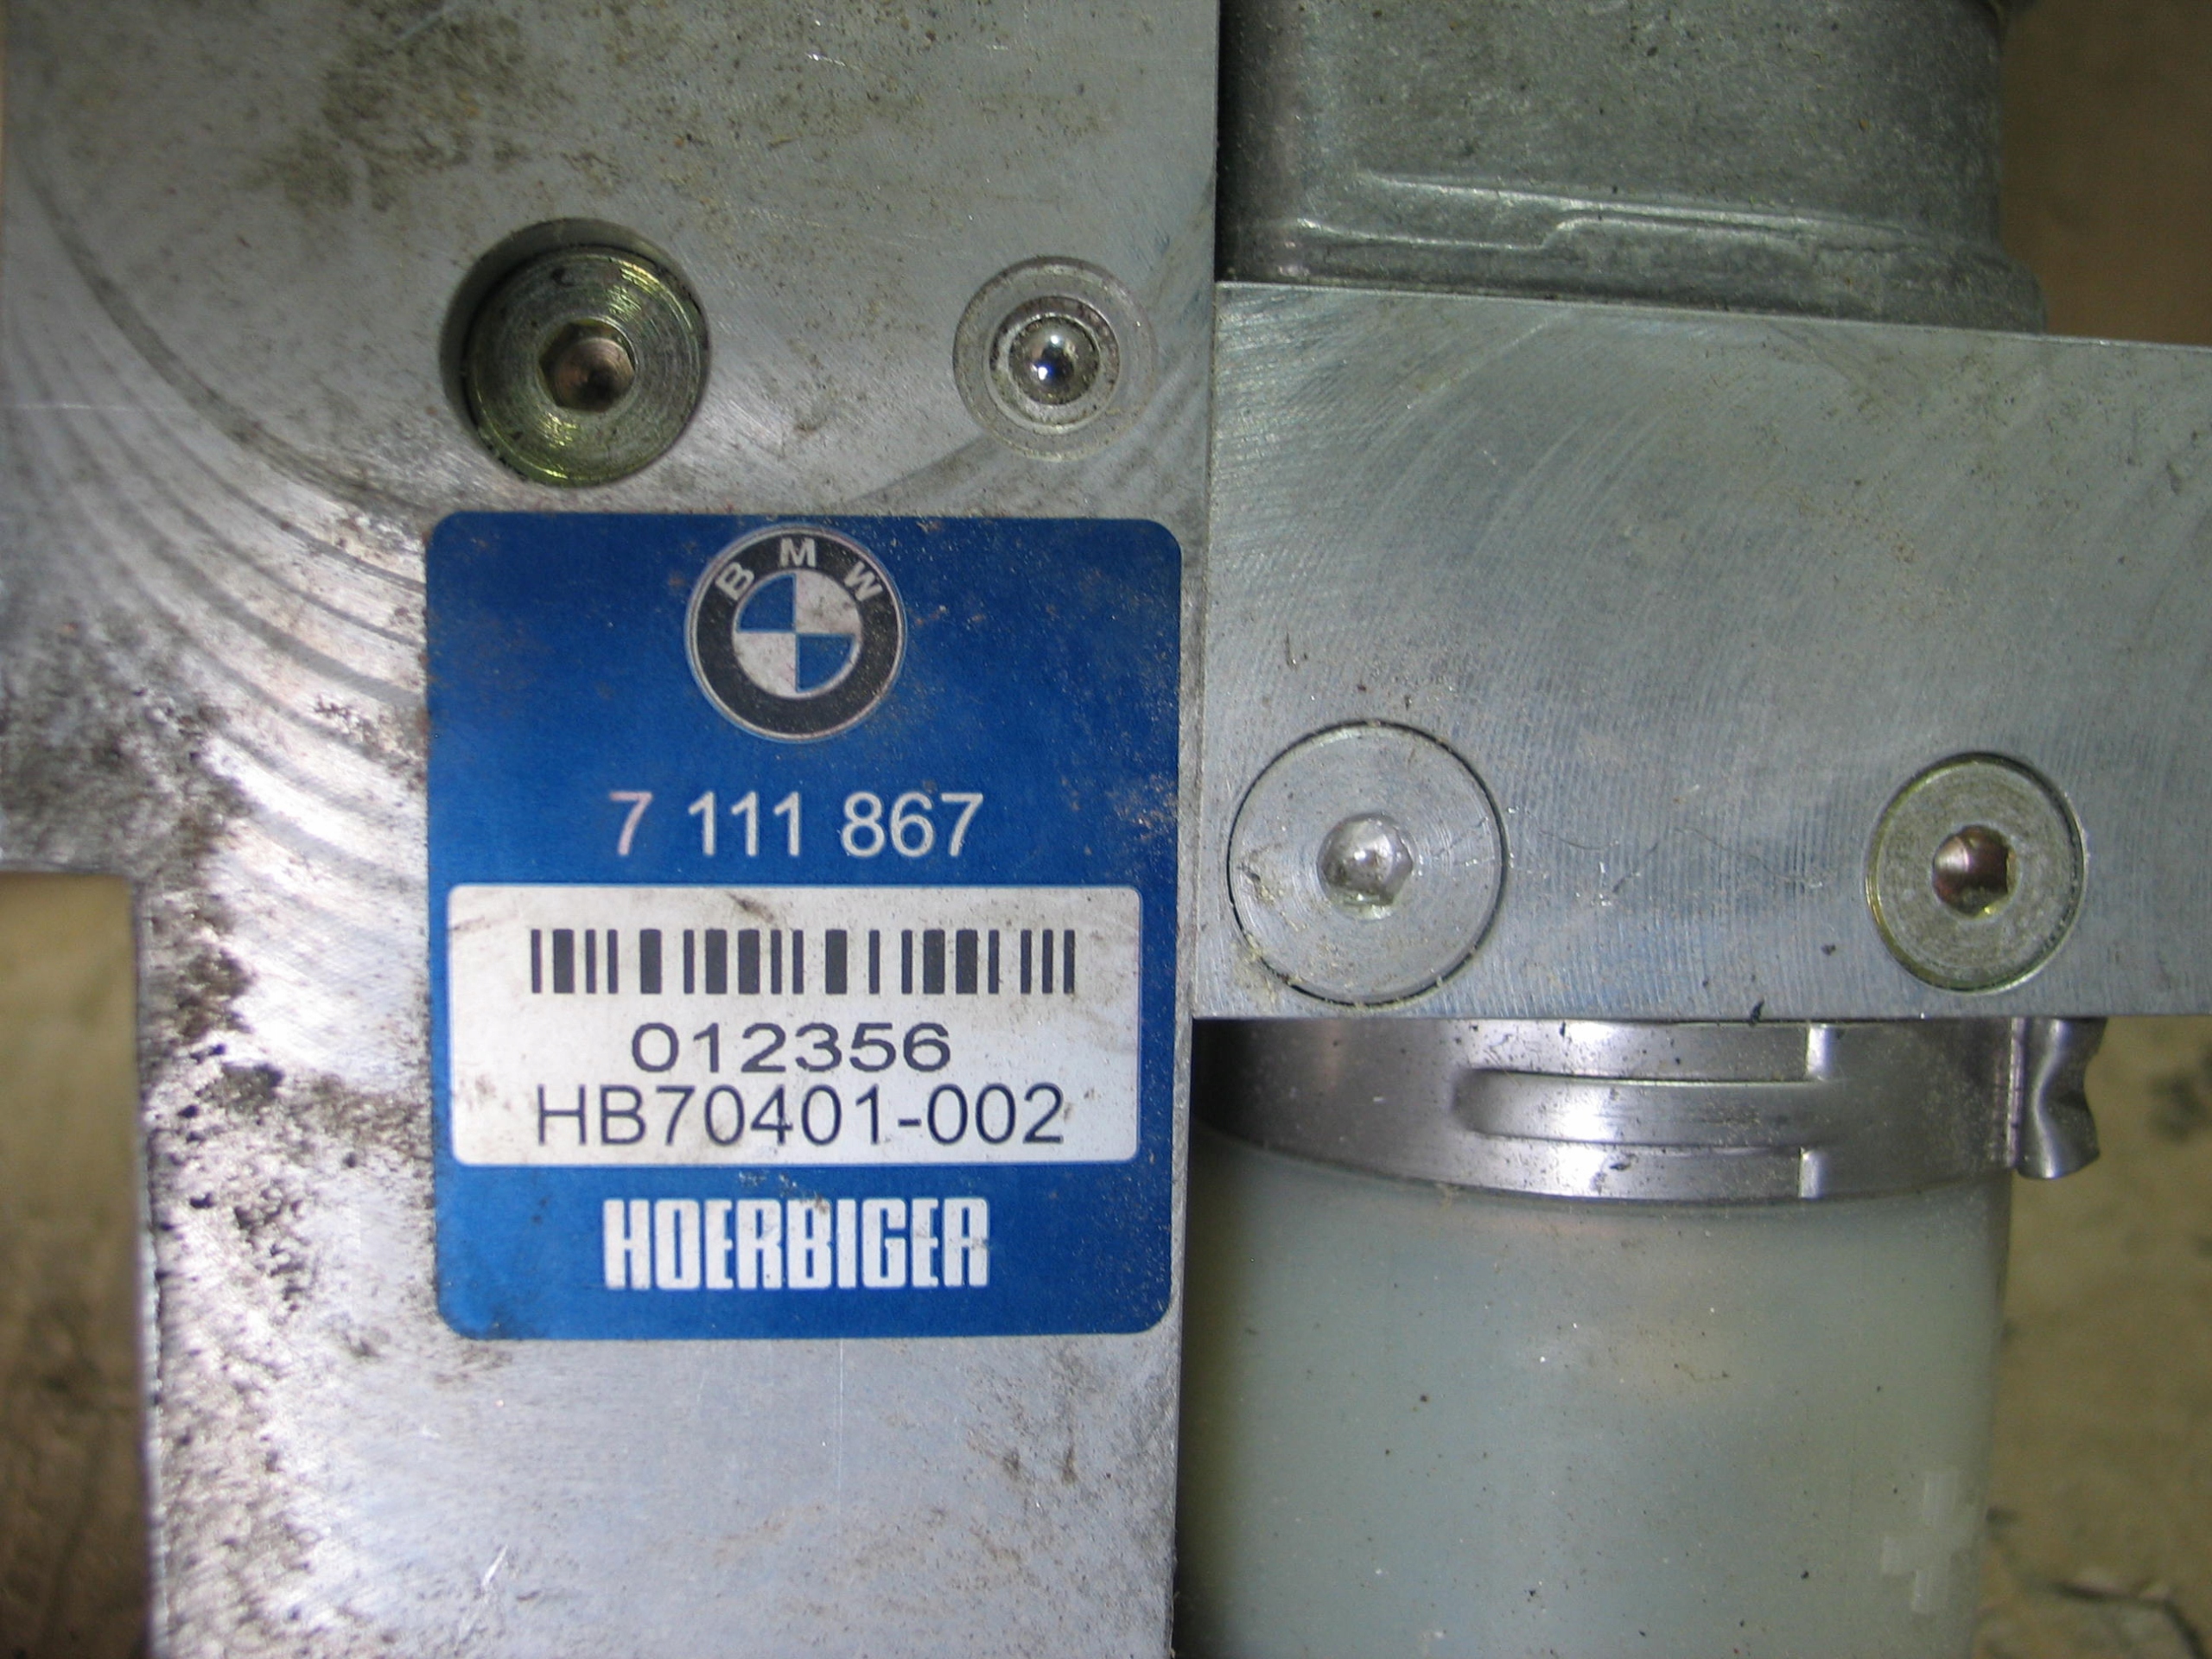 BMW
7 111 867
012356
HB70401-002
HOERBIGER